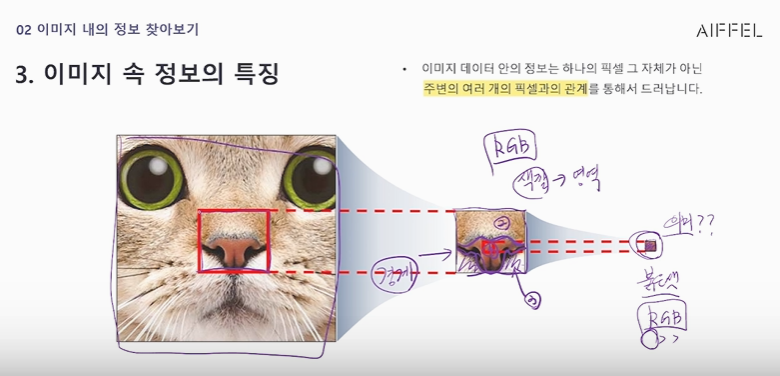 02 이미지 내의 정보 찾아보기
AIFFEL
3. 이미지 속 정보의 특징
• 이미지 데이터 안의 정보는 하나의 픽셀 그 자체가 아닌
주변의 여러 개의 픽셀과의 관계를 통해서 드러납니다.
RGB
색깔 → 영역
의미??
②
경계
붉은색
RGB